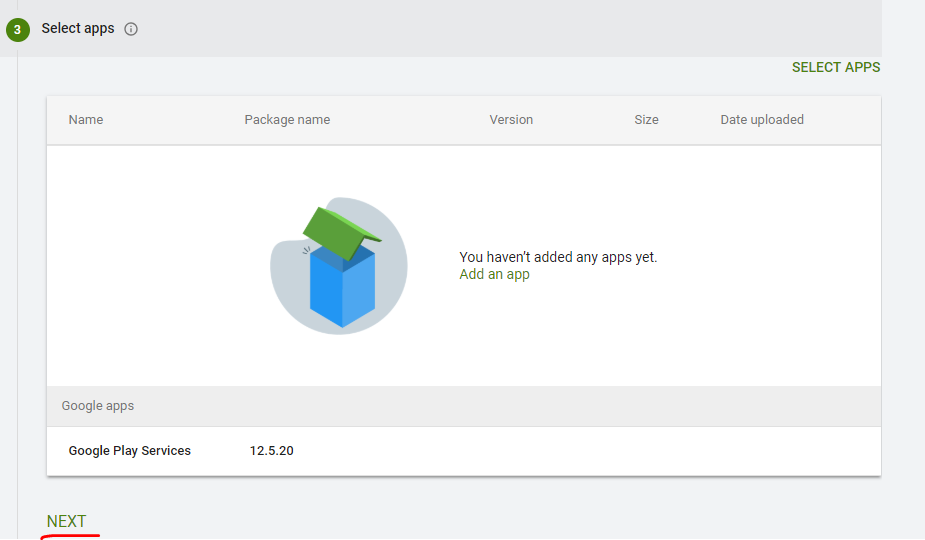 3 Select apps
SELECT APPS
Name Package name Version Size Date uploaded
You haven't added any apps yet.
Add an app
Google apps
Google Play Services 12.5.20
NEXT